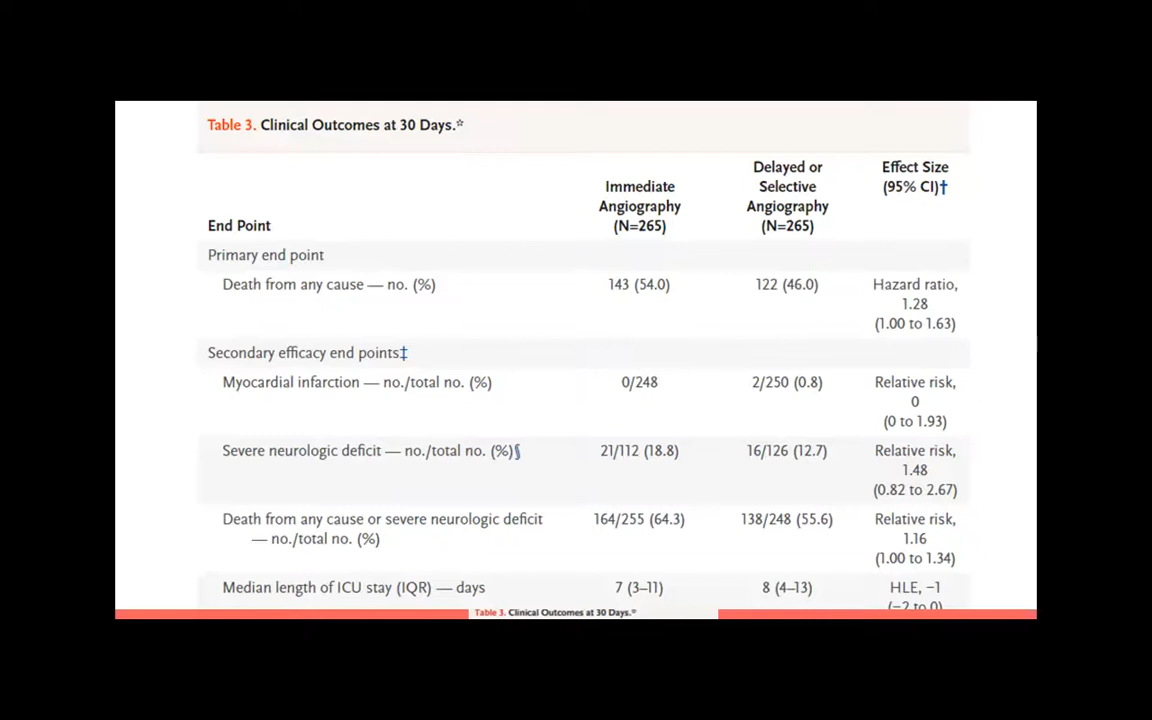 Table 3. Clinical Outcomes at 30 Days.☆
End Point
Immediate
Angiography
(N=265)
Delayed or
Selective
Angiography
(N=265)
Effect Size
(95% CI)†
Primary end point
Death from any cause — no. (%) 143 (54.0) 122 (46.0) Hazard ratio,
1.28
(1.00 to 1.63)
Secondary efficacy end points‡
Myocardial infarction — no./total no. (%) 0/248 2/250 (0.8) Relative risk,
0
(0 to 1.93)
Severe neurologic deficit — no./total no. (%)§ 21/112 (18.8) 16/126 (12.7) Relative risk,
1.48
(0.82 to 2.67)
Death from any cause or severe neurologic deficit 164/255 (64.3) 138/248 (55.6) Relative risk,
— no./total no. (%) 1.16
(1.00 to 1.34)
Median length of ICU stay (IQR) — days 7 (3–11) 8 (4–13) HLE, −1
(−2 to 0)
Table 3. Clinical Outcomes at 30 Days.*